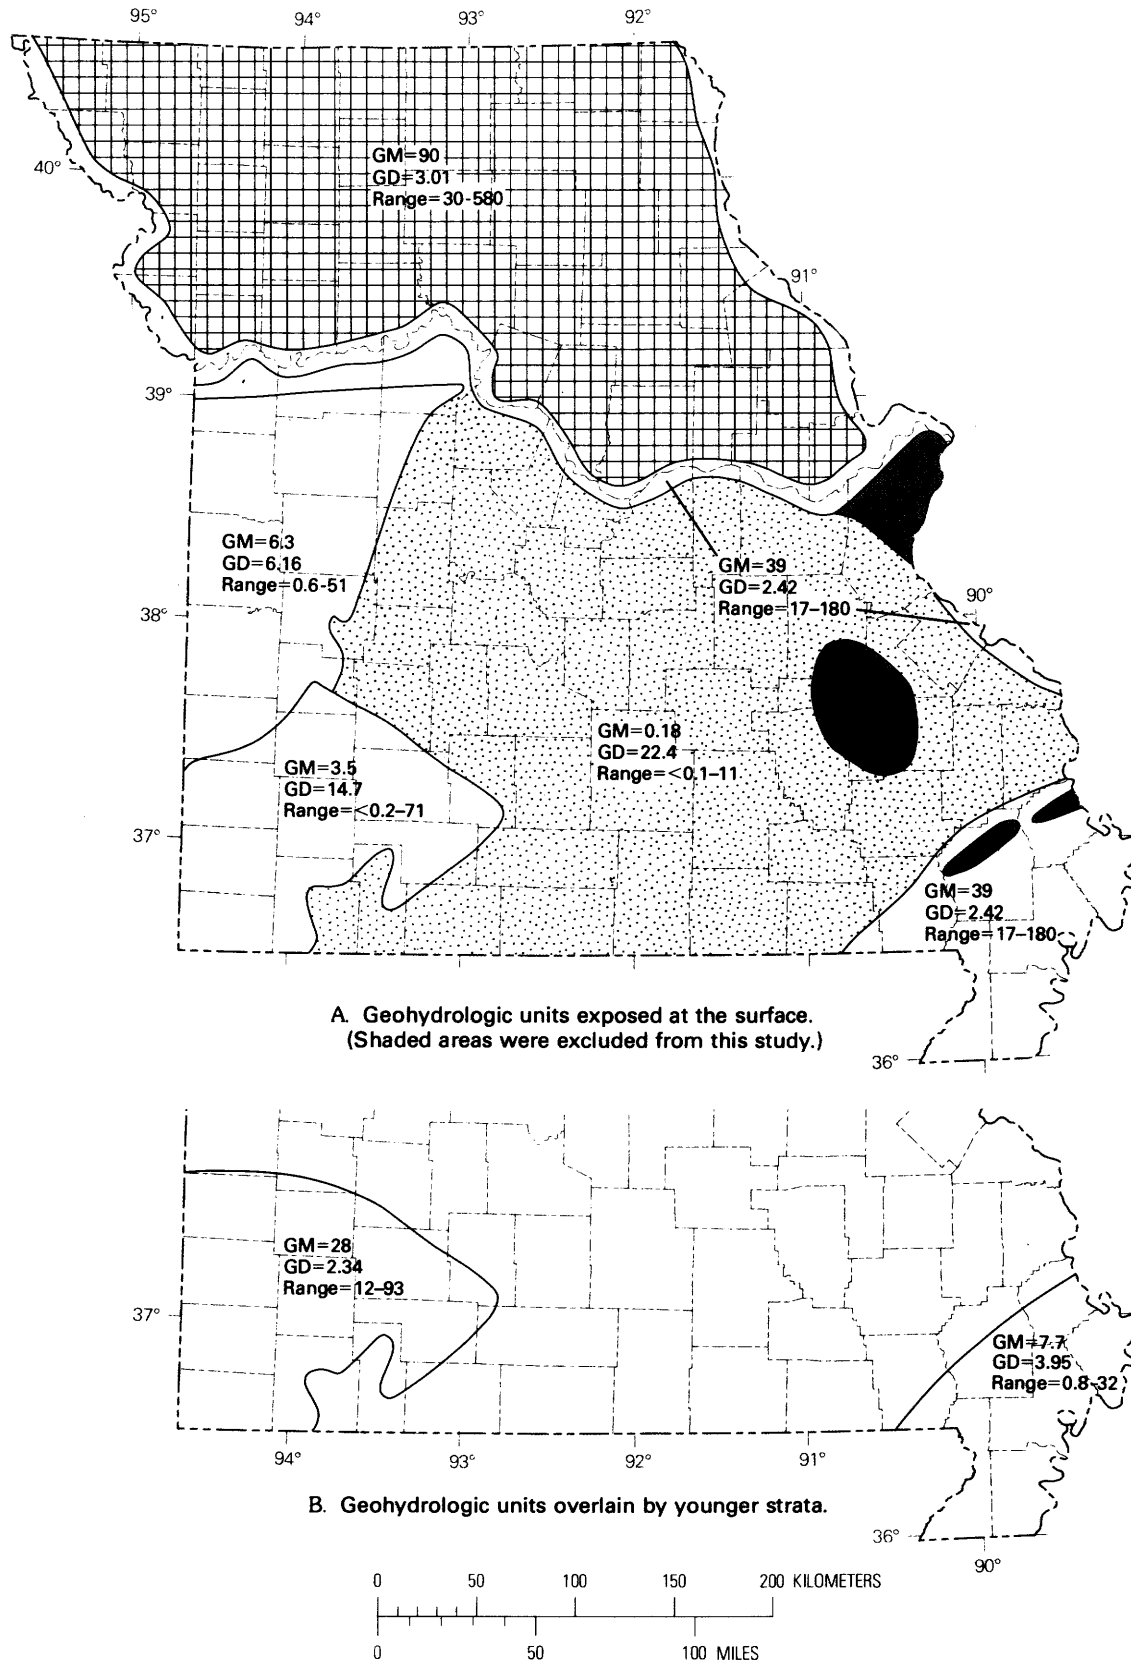 95° 94° 93° 92°
GM=90
GD=3.01
Range=30-580
40°
91°
39°
GM=6.3
GD=6.16
Range=0.6-51
GM=39
GD=2.42
Range=17–180
90°
38°
GM=0.18
GD=22.4
Range=<0.1–11
GM=3.5
GD=14.7
Range=<0.2–71
37°
GM=39
GD=2.42
Range=17–180
A. Geohydrologic units exposed at the surface.
(Shaded areas were excluded from this study.)
36°
GM=28
GD=2.34
Range=12–93
37°
GM=7.7
GD=3.95
Range=0.8-32
94° 93° 92° 91°
B. Geohydrologic units overlain by younger strata.
36°
90°
0 50 100 150 200 KILOMETERS
0 50 100 MILES